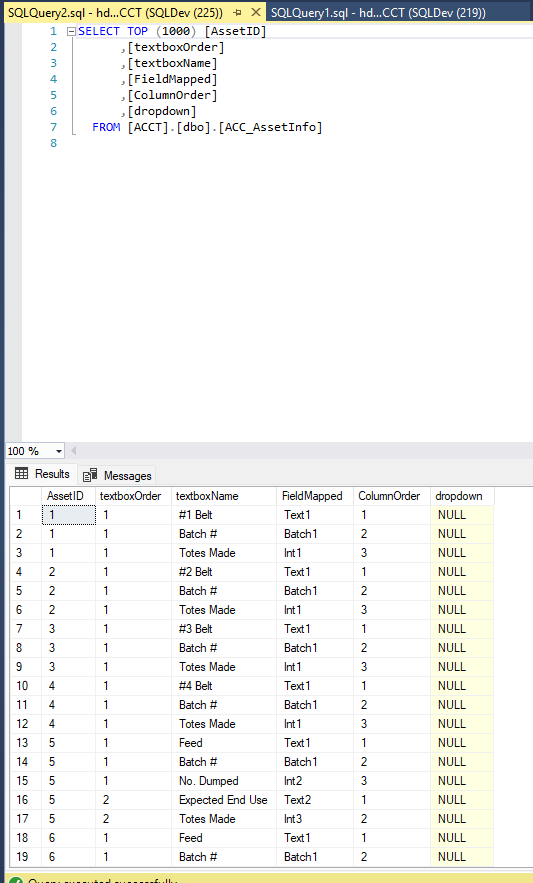 SQLQuery2.sql - hd...CCT (SQLDev (225)) SQLQuery1.sql - hd...CCT (SQLDev (219))
1 SELECT TOP (1000) [AssetID]
2 ,[textboxOrder]
3 ,[textboxName]
4 ,[FieldMapped]
5 ,[ColumnOrder]
6 ,[dropdown]
7 FROM [ACCT].[dbo].[ACC_AssetInfo]
8
100 %
Results Messages
AssetID textboxOrder textboxName FieldMapped ColumnOrder dropdown
1 1 1 #1 Belt Text1 1 NULL
2 1 1 Batch # Batch1 2 NULL
3 1 1 Totes Made Int1 3 NULL
4 2 1 #2 Belt Text1 1 NULL
5 2 1 Batch # Batch1 2 NULL
6 2 1 Totes Made Int1 3 NULL
7 3 1 #3 Belt Text1 1 NULL
8 3 1 Batch # Batch1 2 NULL
9 3 1 Totes Made Int1 3 NULL
10 4 1 #4 Belt Text1 1 NULL
11 4 1 Batch # Batch1 2 NULL
12 4 1 Totes Made Int1 3 NULL
13 5 1 Feed Text1 1 NULL
14 5 1 Batch # Batch1 2 NULL
15 5 1 No. Dumped Int2 3 NULL
16 5 2 Expected End Use Text2 1 NULL
17 5 2 Totes Made Int3 2 NULL
18 6 1 Feed Text1 1 NULL
19 6 1 Batch # Batch1 2 NULL
Query executed successfully